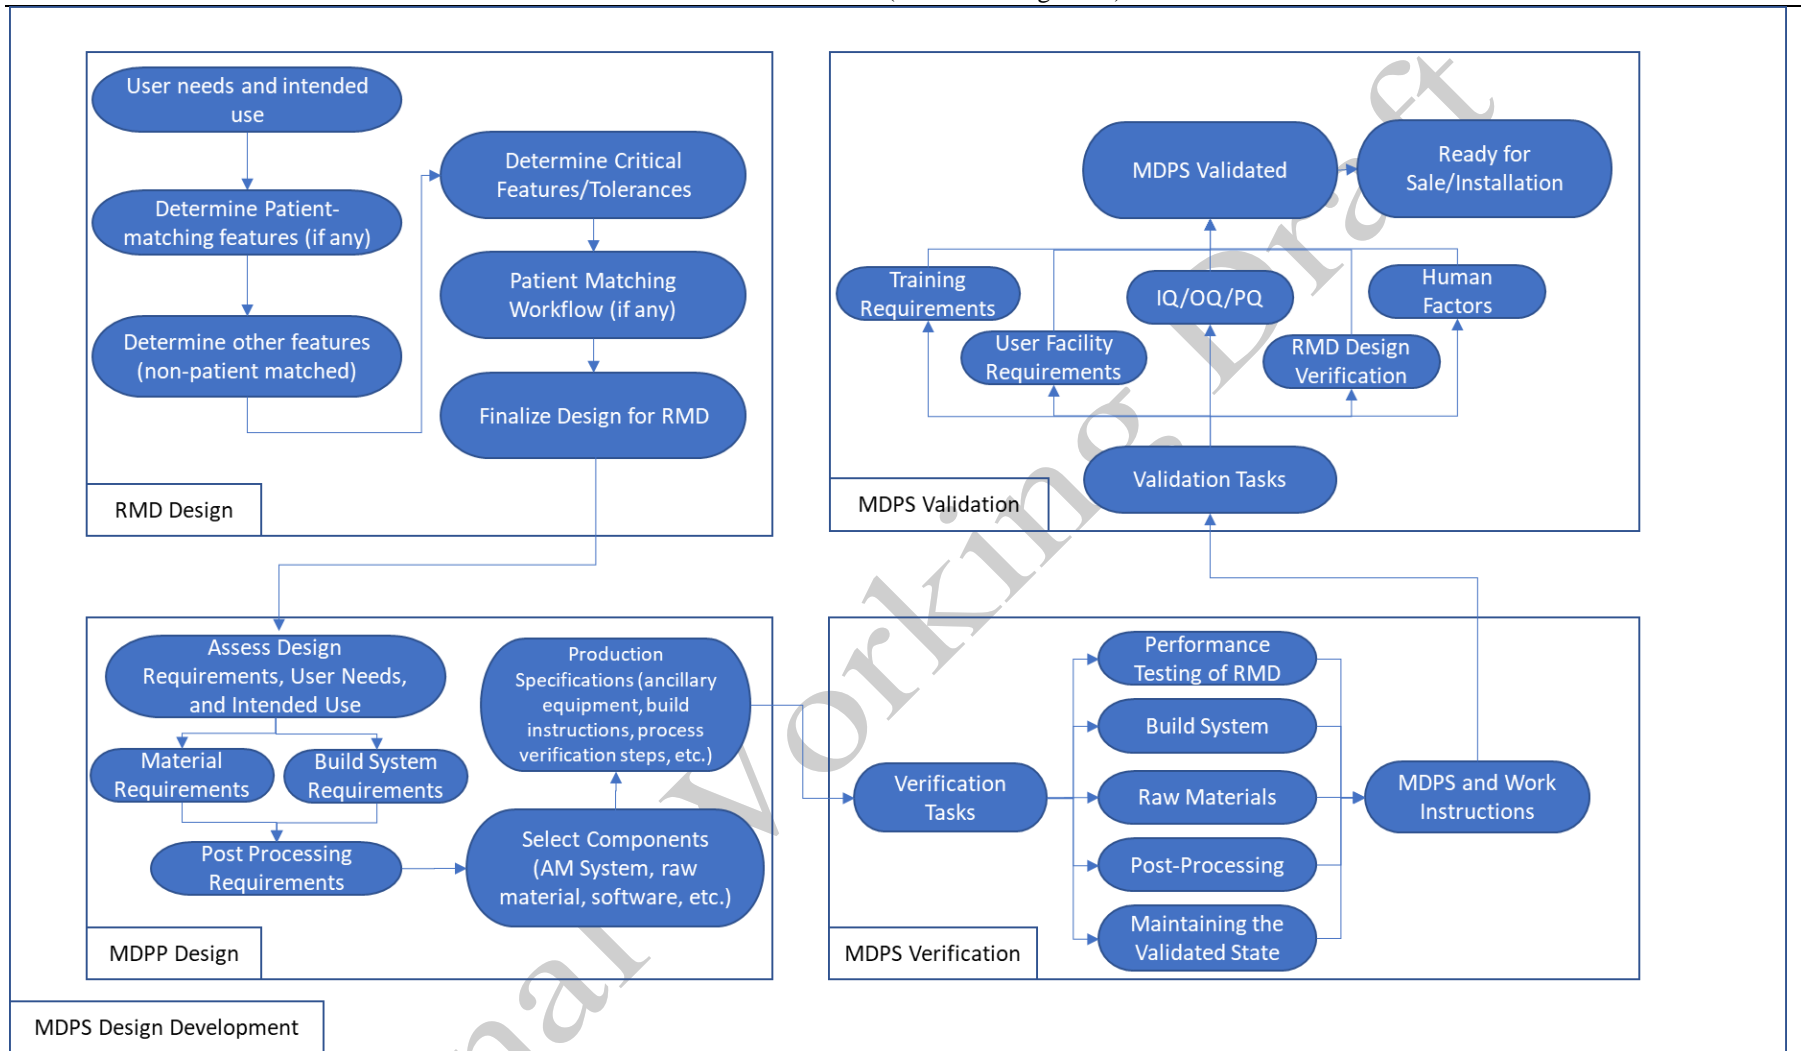 User needs and intended
use
Determine Patient-
matching features (if any)
Determine other features
(non-patient matched)
Determine Critical
Features/Tolerances
Patient Matching
Workflow (if any)
Finalize Design for RMD
RMD Design
MDPS Validated
Ready for
Sale/Installation
Training
Requirements
User Facility
Requirements
IQ/OQ/PQ
RMD Design
Verification
Human
Factors
Validation Tasks
MDPS Validation
Assess Design
Requirements, User Needs,
and Intended Use
Material
Requirements
Build System
Requirements
Post Processing
Requirements
Production
Specifications (ancillary
equipment, build
instructions, process
verification steps, etc.)
Select Components
(AM System, raw
material, software, etc.)
MDPP Design
Verification
Tasks
Performance
Testing of RMD
Build System
Raw Materials
Post-Processing
Maintaining the
Validated State
MDPS and Work
Instructions
MDPS Verification
MDPS Design Development
nal Working Draft